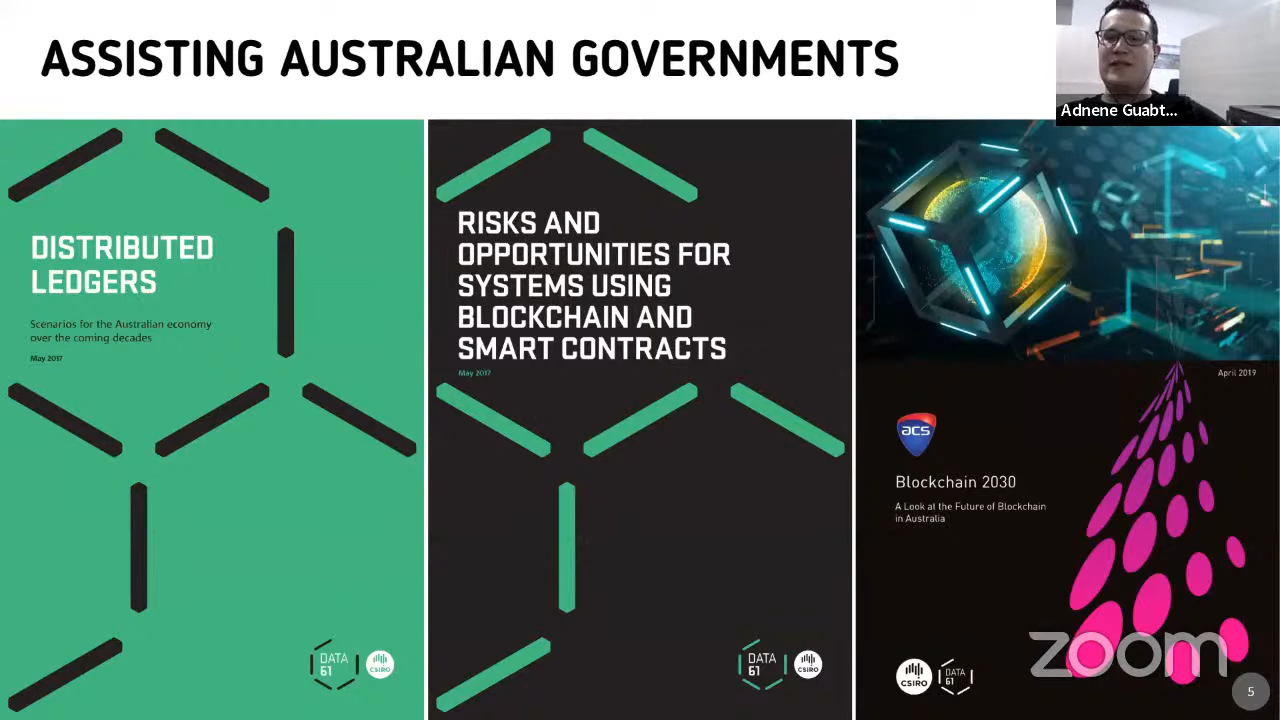 ASSISTING AUSTRALIAN GOVERNMENTS
Adnene Guabt...
DISTRIBUTED
LEDGERS
Scenarios for the Australian economy
over the coming decades
May 2017
DATA
61
CSIRO
RISKS AND
OPPORTUNITIES FOR
SYSTEMS USING
BLOCKCHAIN AND
SMART CONTRACTS
May 2017
DATA
61
CSIRO
April 2019
acs
Blockchain 2030
A Look at the Future of Blockchain
in Australia
CSIRO
DATA
61
zoom
5